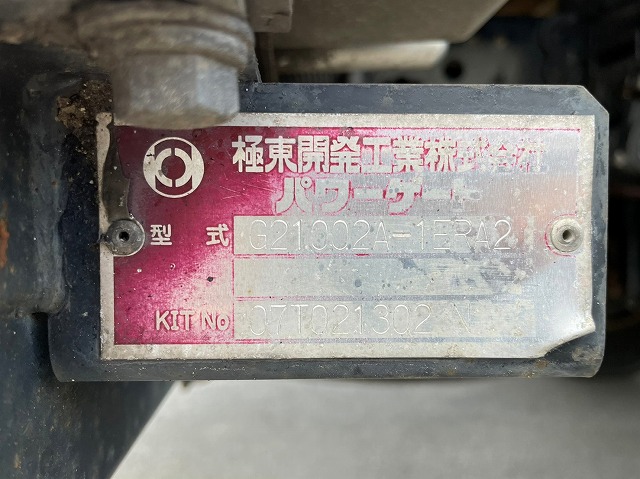 極東開発工業株式会社
パワーゲート
型 式 G21002A-1ERA2
KIT No 07T021302 N